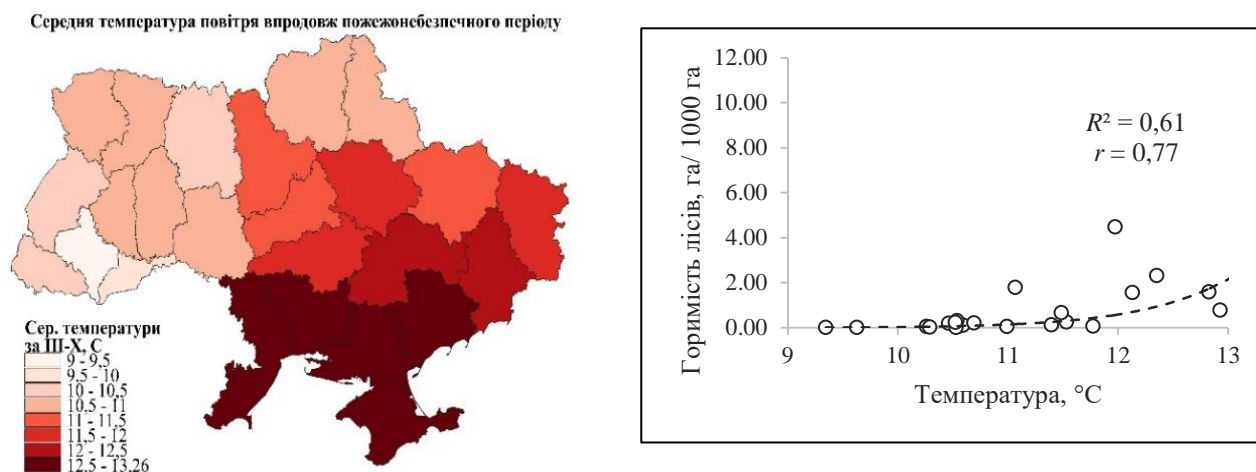 Середня температура повітря впродовж пожежонебезпечного періоду
Сер. температури
за III-X, С
9 - 9,5
9,5 - 10
10 - 10,5
10,5 - 11
11 - 11,5
11,5 - 12
12 - 12,5
12,5 - 13,26
Горимість лісів, га/ 1000 га
12.00
10.00
8.00
6.00
4.00
2.00
0.00
R² = 0,61
r = 0,77
9 10 11 12 13
Температура, °С